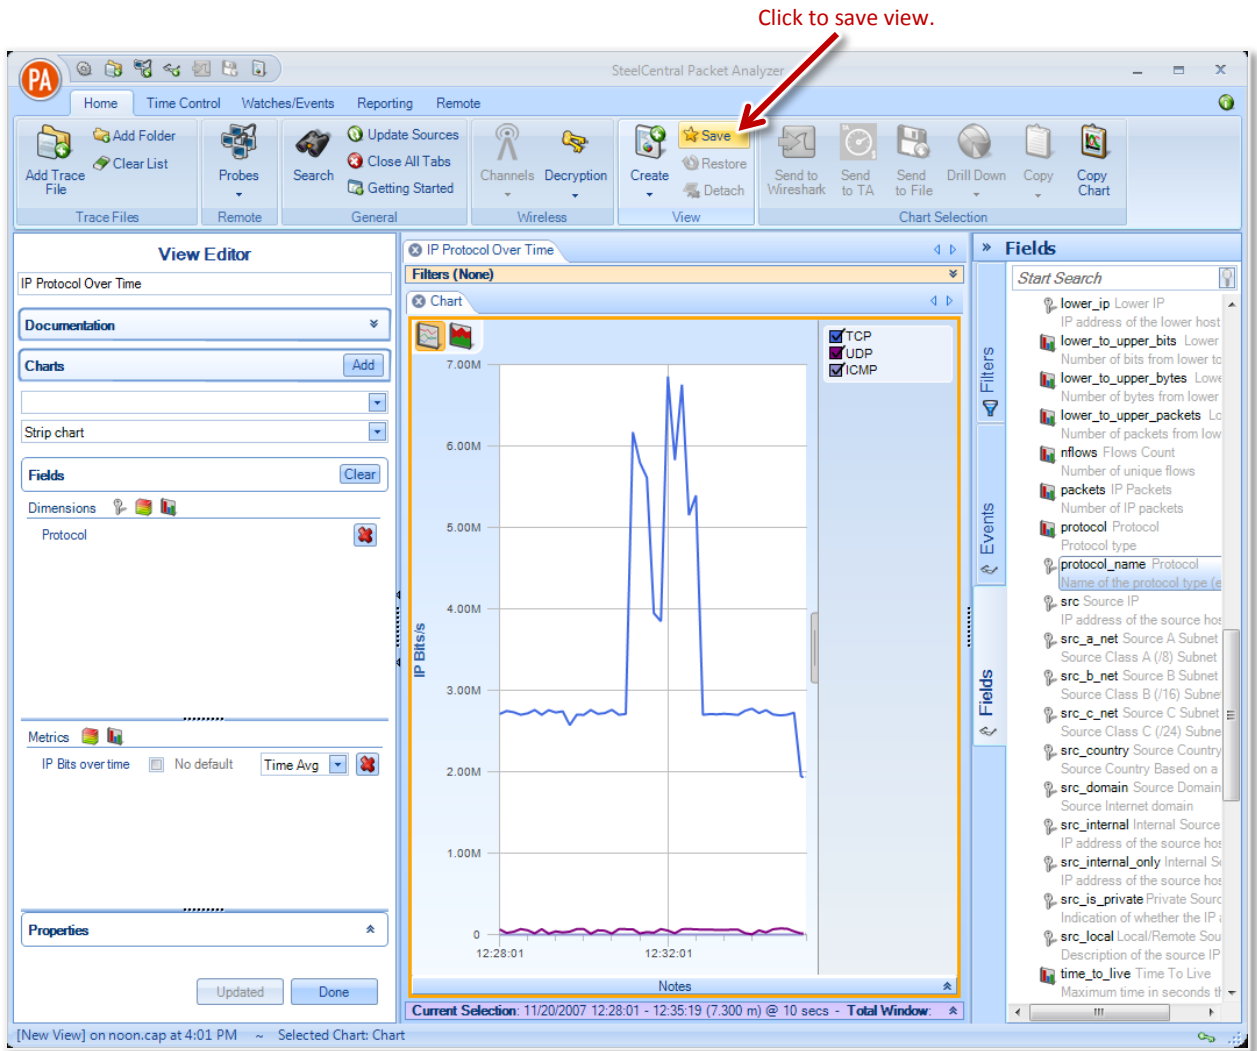 Click to save view.
PA
SteelCentral Packet Analyzer
Home Time Control Watches/Events Reporting Remote
Add Trace File
Add Folder
Clear List
Trace Files
Probes
Remote
Search
Update Sources
Close All Tabs
Getting Started
General
Channels Decryption
Wireless
Create
Save
Restore
Detach
View
Send to Wireshark
Send to TA
Send to File
Drill Down
Copy
Copy Chart
Chart Selection
View Editor
IP Protocol Over Time
Documentation
Charts Add
Strip chart
Fields Clear
Dimensions
Protocol
Metrics
IP Bits over time No default Time Avg
Properties
Updated Done
IP Protocol Over Time
Filters (None)
Chart
TCP
UDP
ICMP
IP Bits/s
7.00M
6.00M
5.00M
4.00M
3.00M
2.00M
1.00M
0
12:28:01 12:32:01
Notes
Current Selection: 11/20/2007 12:28:01 - 12:35:19 (7.300 m) @ 10 secs - Total Window:
Filters
Events
Fields
» Fields
Start Search
lower_ip Lower IP
IP address of the lower host
lower_to_upper_bits Lower
Number of bits from lower to
lower_to_upper_bytes Lowe
Number of bytes from lower
lower_to_upper_packets Lo
Number of packets from low
nflows Flows Count
Number of unique flows
packets IP Packets
Number of IP packets
protocol Protocol
Protocol type
protocol_name Protocol
Name of the protocol type (e
src Source IP
IP address of the source hos
src_a_net Source A Subnet
Source Class A (/8) Subnet
src_b_net Source B Subnet
Source Class B (/16) Subne
src_c_net Source C Subnet
Source Class C (/24) Subne
src_country Source Country
Source Country Based on a
src_domain Source Domain
Source Internet domain
src_internal Internal Source
IP address of the source hos
src_internal_only Internal So
IP address of the source hos
src_is_private Private Sourc
Indication of whether the IP a
src_local Local/Remote Sou
Description of the source IP
time_to_live Time To Live
Maximum time in seconds th
[New View] on noon.cap at 4:01 PM ~ Selected Chart: Chart